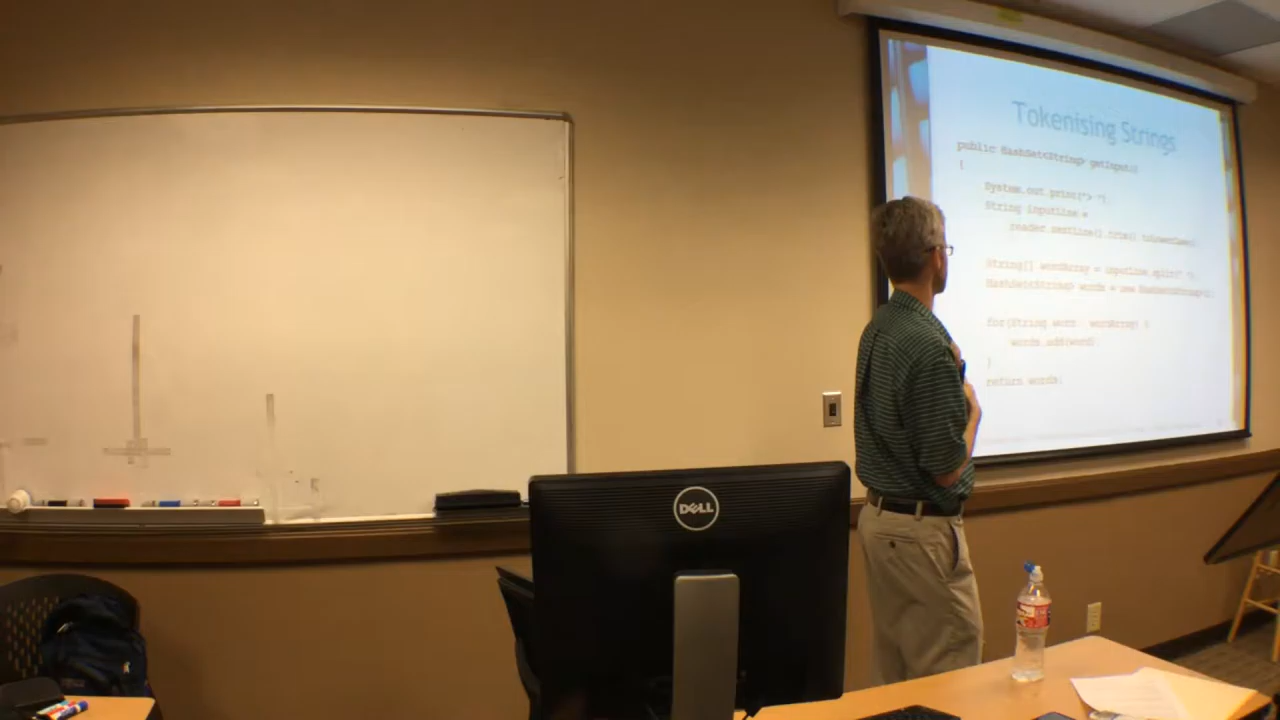 Tokenising Strings
public HashSet<String> getInput()
{
System.out.print("> ");
String inputLine =
reader.nextLine().trim().toLowerCase();
String[] wordArray = inputLine.split(" ");
HashSet<String> words = new HashSet<String>();
for(String word : wordArray) {
words.add(word);
}
return words;
DELL